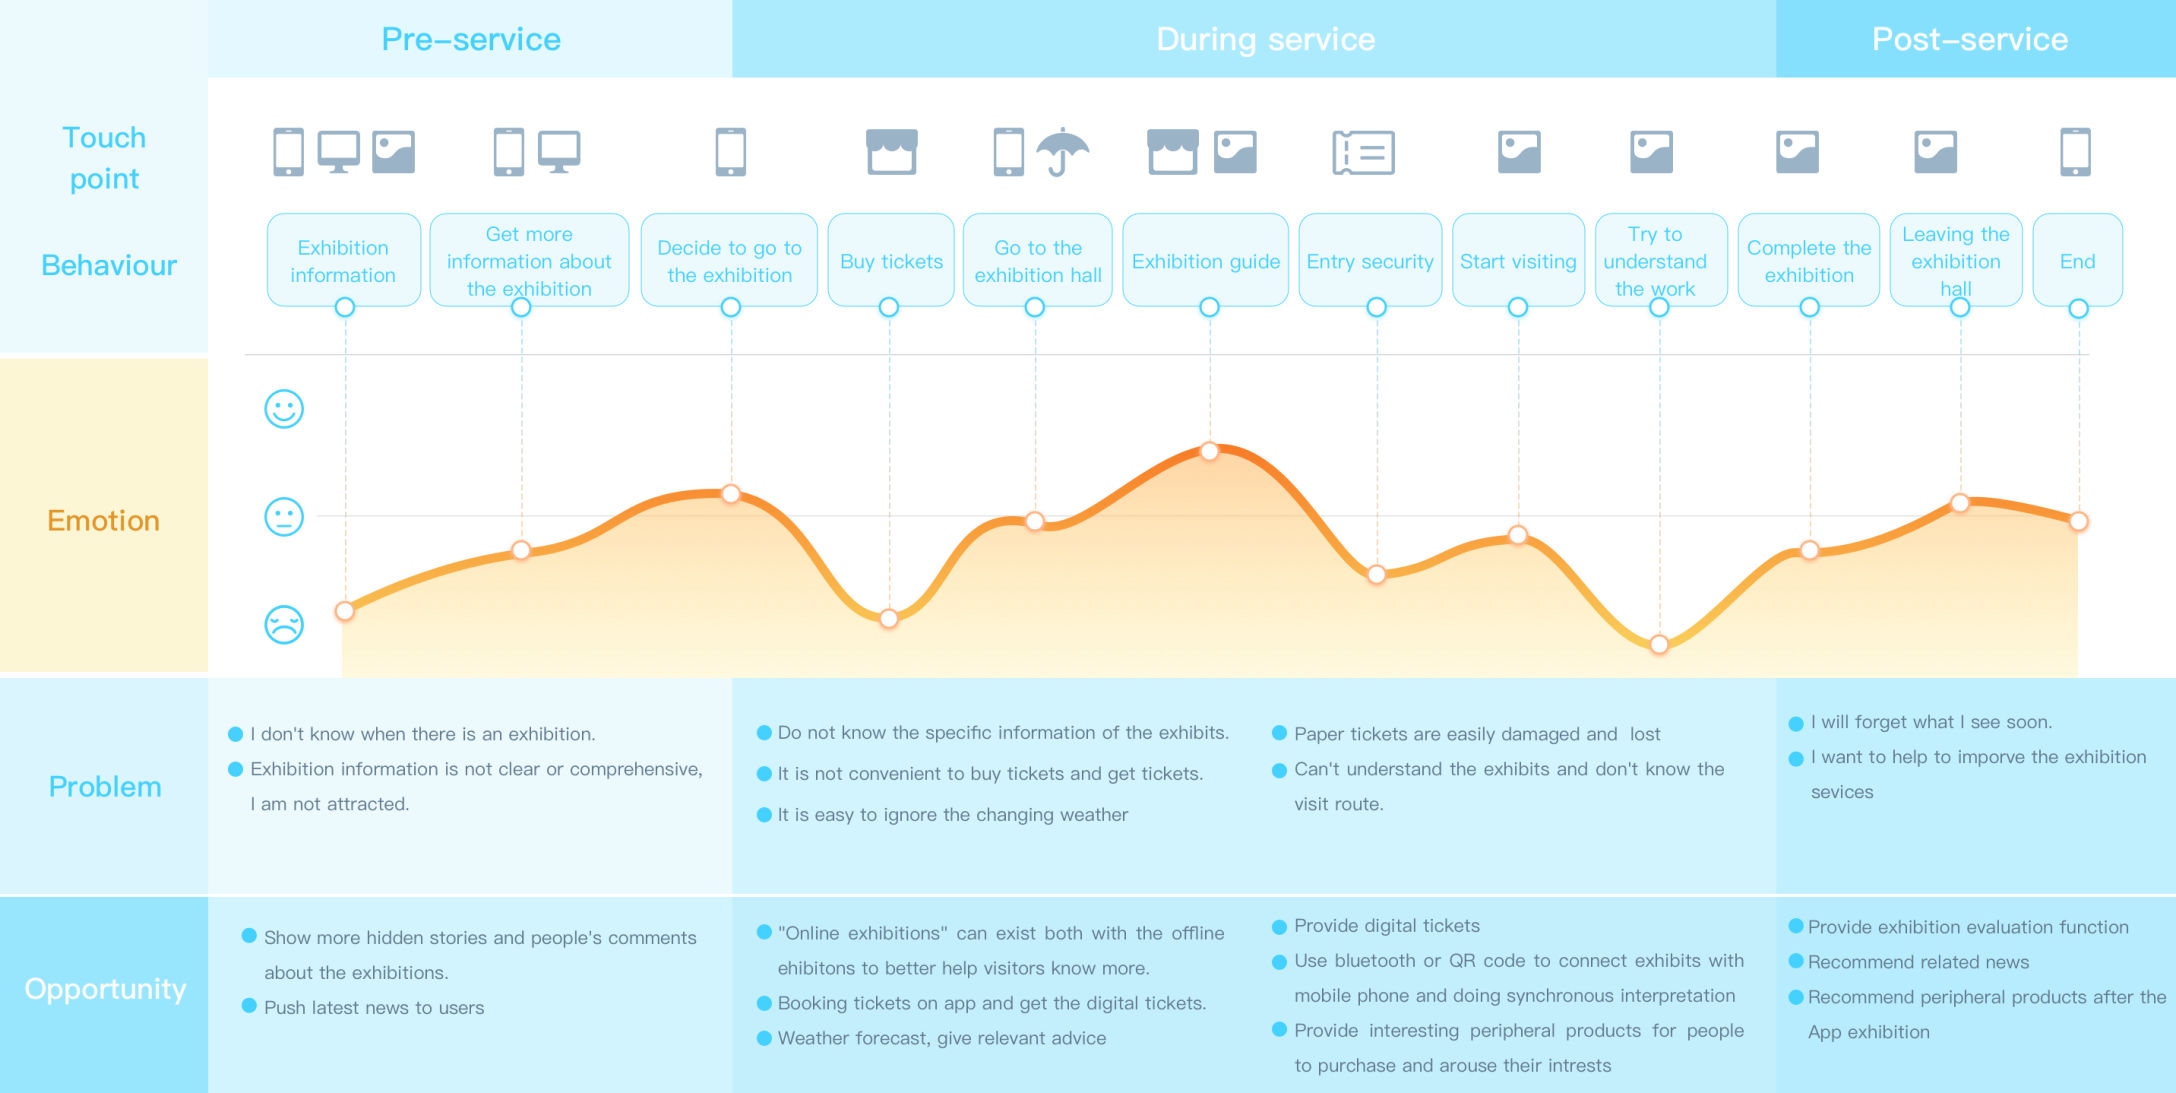 Pre-service
During service
Post-service
Touch
point
Behaviour
Exhibition
information
Get more
information about
the exhibition
Decide to go to
the exhibition
Buy tickets
Go to the
exhibition hall
Exhibition guide
Entry security
Start visiting
Try to
understand
the work
Complete the
exhibition
Leaving the
exhibition
hall
End
Emotion
Problem
I don't know when there is an exhibition.
Exhibition information is not clear or comprehensive,
I am not attracted.
Do not know the specific information of the exhibits.
It is not convenient to buy tickets and get tickets.
It is easy to ignore the changing weather
Paper tickets are easily damaged and lost
Can't understand the exhibits and don't know the
visit route.
I will forget what I see soon.
I want to help to imporve the exhibition
sevices
Opportunity
Show more hidden stories and people's comments
about the exhibitions.
Push latest news to users
"Online exhibitions" can exist both with the offline
ehibitons to better help visitors know more.
Booking tickets on app and get the digital tickets.
Weather forecast, give relevant advice
Provide digital tickets
Use bluetooth or QR code to connect exhibits with
mobile phone and doing synchronous interpretation
Provide interesting peripheral products for people
to purchase and arouse their intrests
Provide exhibition evaluation function
Recommend related news
Recommend peripheral products after the
App exhibition